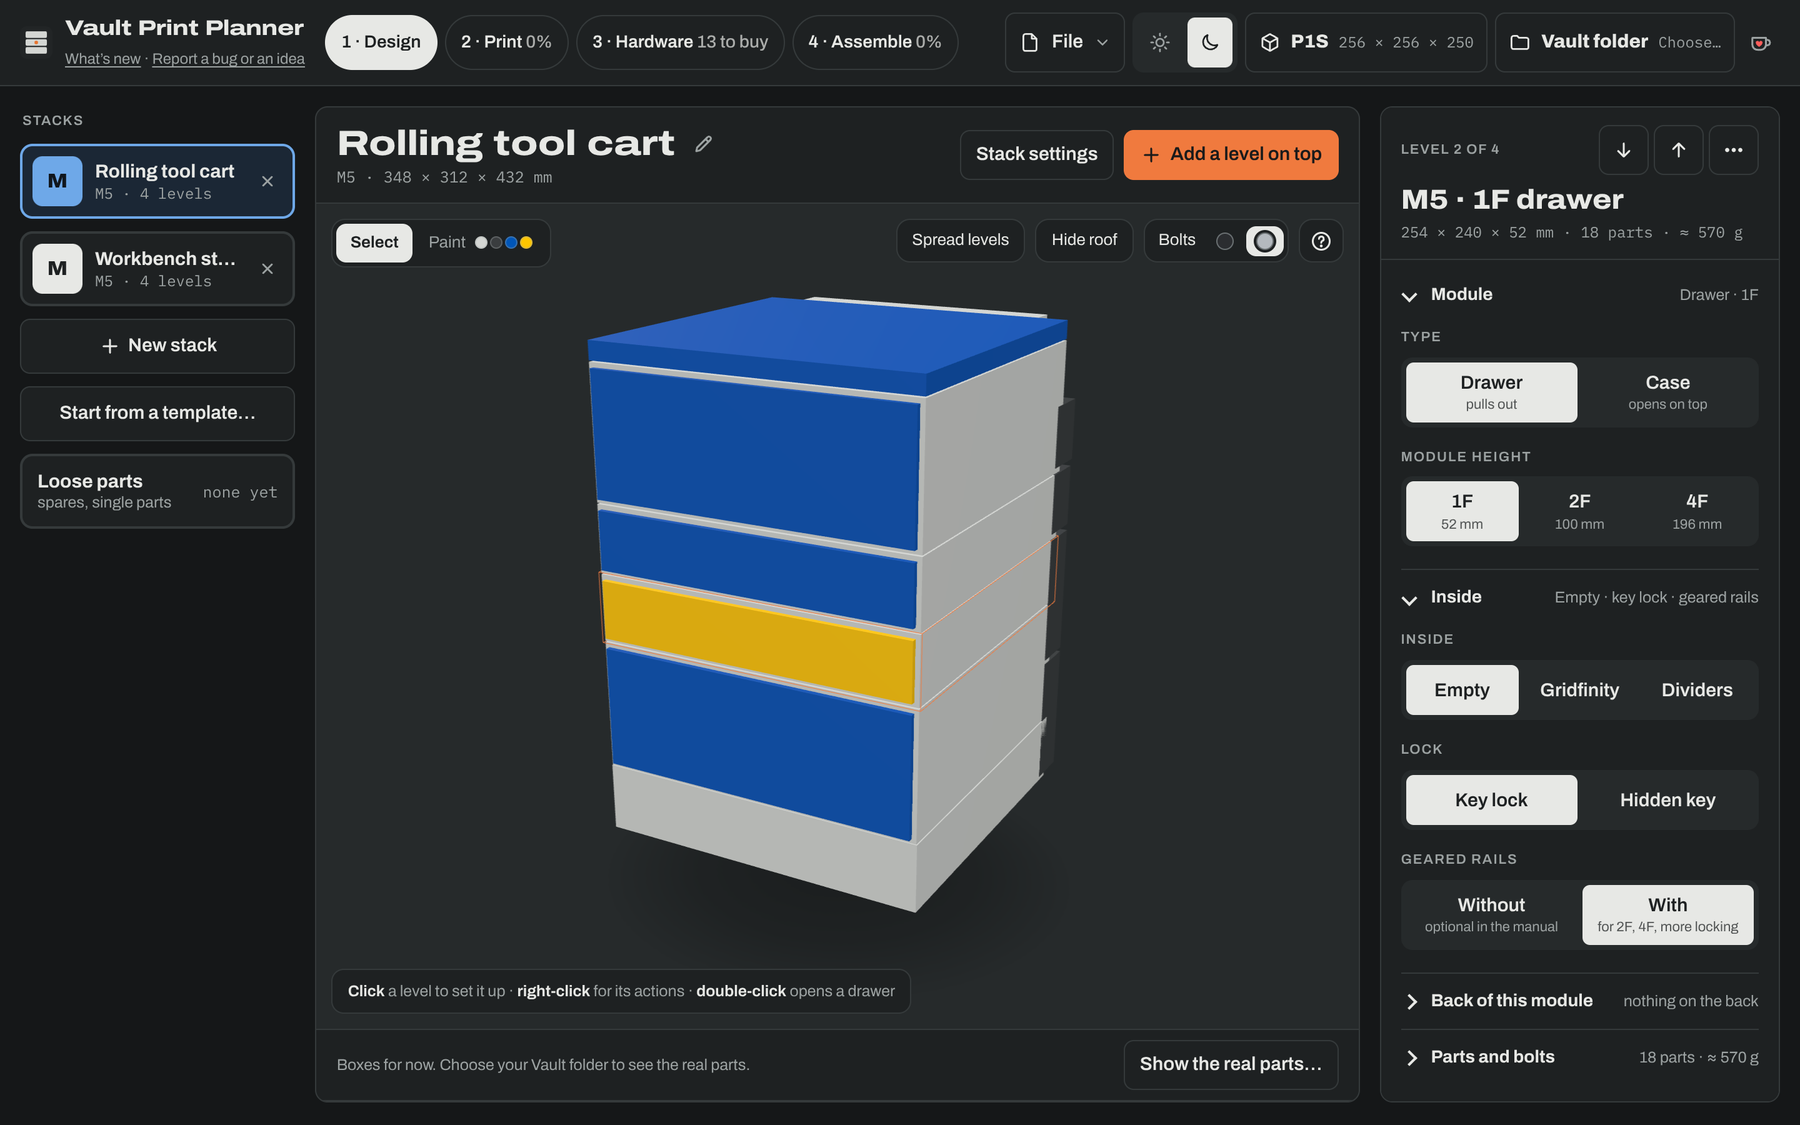 Vault Print Planner
What's new · Report a bug or an idea
1 · Design
2 · Print 0%
3 · Hardware 13 to buy
4 · Assemble 0%
File
P1S 256 × 256 × 250
Vault folder Choose…
STACKS
M
Rolling tool cart
M5 · 4 levels
M
Workbench st…
M5 · 4 levels
New stack
Start from a template…
Loose parts
spares, single parts
none yet
Rolling tool cart
M5 · 348 × 312 × 432 mm
Stack settings
Add a level on top
Select
Paint
Spread levels
Hide roof
Bolts
Click a level to set it up · right-click for its actions · double-click opens a drawer
Boxes for now. Choose your Vault folder to see the real parts.
Show the real parts…
LEVEL 2 OF 4
M5 · 1F drawer
254 × 240 × 52 mm · 18 parts · ≈ 570 g
Module
Drawer · 1F
TYPE
Drawer
pulls out
Case
opens on top
MODULE HEIGHT
1F
52 mm
2F
100 mm
4F
196 mm
Inside
Empty · key lock · geared rails
INSIDE
Empty
Gridfinity
Dividers
LOCK
Key lock
Hidden key
GEARED RAILS
Without
optional in the manual
With
for 2F, 4F, more locking
Back of this module
nothing on the back
Parts and bolts
18 parts · ≈ 570 g